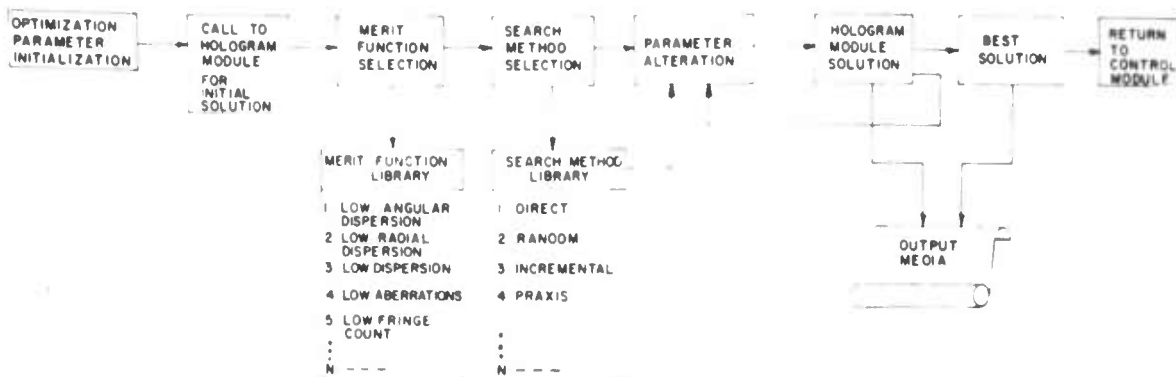 OPTIMIZATION
PARAMETER
INITIALIZATION
CALL TO
HOLOGRAM
MODULE
FOR
INITIAL
SOLUTION
MERIT
FUNCTION
SELECTION
SEARCH
METHOD
SELECTION
PARAMETER
ALTERATION
HOLOGRAM
MODULE
SOLUTION
BEST
SOLUTION
RETURN
TO
CONTROL
MODULE
MERIT FUNCTION
LIBRARY
1 LOW ANGULAR
DISPERSION
2 LOW RADIAL
DISPERSION
3 LOW DISPERSION
4 LOW ABERRATIONS
5 LOW FRINGE
COUNT
N - - -
SEARCH METHOD
LIBRARY
1 DIRECT
2 RANDOM
3 INCREMENTAL
4 PRAXIS
N - - - -
OUTPUT
MEDIA